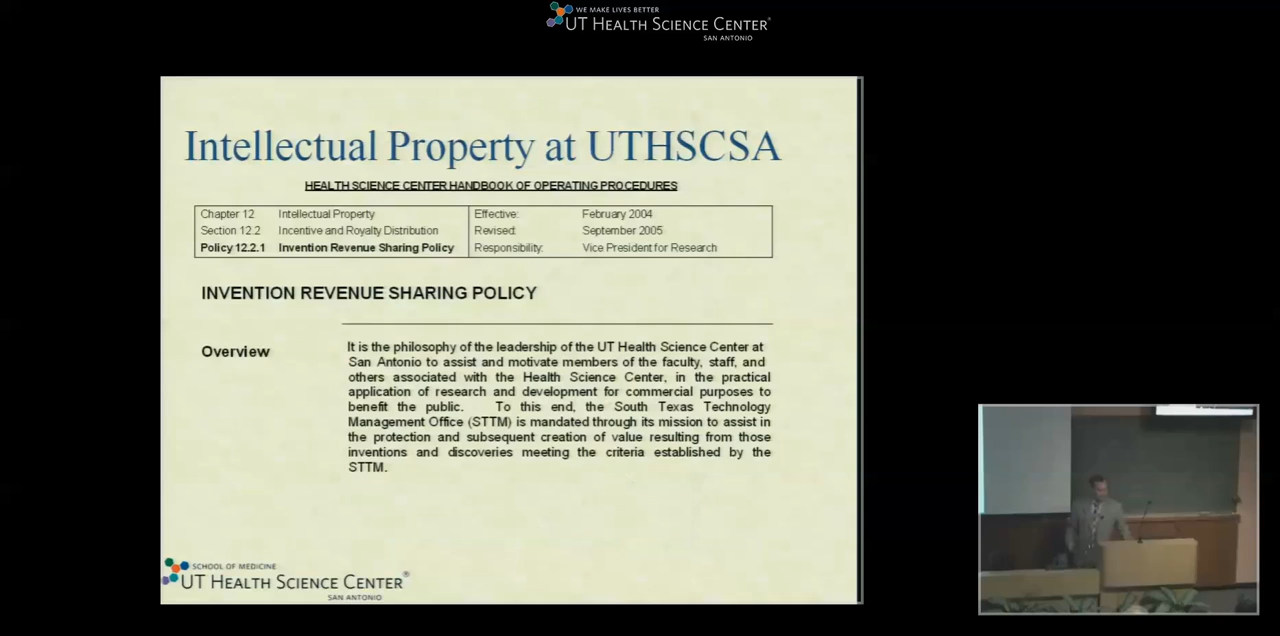 WE MAKE LIVES BETTER
UT HEALTH SCIENCE CENTER®
SAN ANTONIO
Intellectual Property at UTHSCSA
HEALTH SCIENCE CENTER HANDBOOK OF OPERATING PROCEDURES
Chapter 12 Intellectual Property Effective: February 2004
Section 12.2 Incentive and Royalty Distribution Revised: September 2005
Policy 12.2.1 Invention Revenue Sharing Policy Responsibility: Vice President for Research
INVENTION REVENUE SHARING POLICY
Overview
It is the philosophy of the leadership of the UT Health Science Center at
San Antonio to assist and motivate members of the faculty, staff, and
others associated with the Health Science Center, in the practical
application of research and development for commercial purposes to
benefit the public. To this end, the South Texas Technology
Management Office (STTM) is mandated through its mission to assist in
the protection and subsequent creation of value resulting from those
inventions and discoveries meeting the criteria established by the
STTM.
SCHOOL OF MEDICINE
UT HEALTH SCIENCE CENTER®
SAN ANTONIO